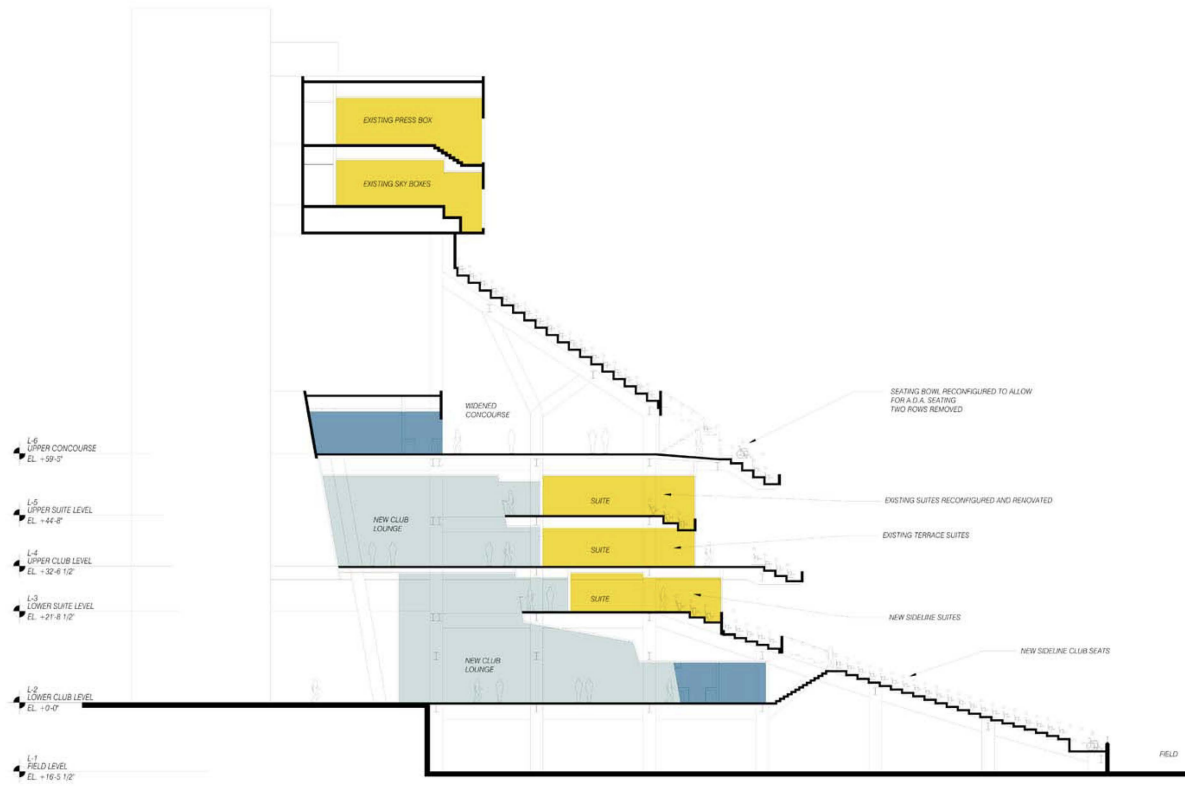 EXISTING PRESS BOX
EXISTING SKY BOXES
WIDENED
CONCOURSE
SEATING BOWL RECONFIGURED TO ALLOW
FOR A.D.A. SEATING
TWO ROWS REMOVED
L-6
UPPER CONCOURSE
EL. +59'-5"
L-5
UPPER SUITE LEVEL
EL. +44'-8"
NEW CLUB
LOUNGE
SUITE
EXISTING SUITES RECONFIGURED AND RENOVATED
SUITE
EXISTING TERRACE SUITES
L-4
UPPER CLUB LEVEL
EL. +32-6 1/2"
L-3
LOWER SUITE LEVEL
EL. +21'-8 1/2"
SUITE
NEW SIDELINE SUITES
NEW CLUB
LOUNGE
NEW SIDELINE CLUB SEATS
L-2
LOWER CLUB LEVEL
EL. +0-0"
L-1
FIELD LEVEL
EL. +16-5 1/2"
FIELD